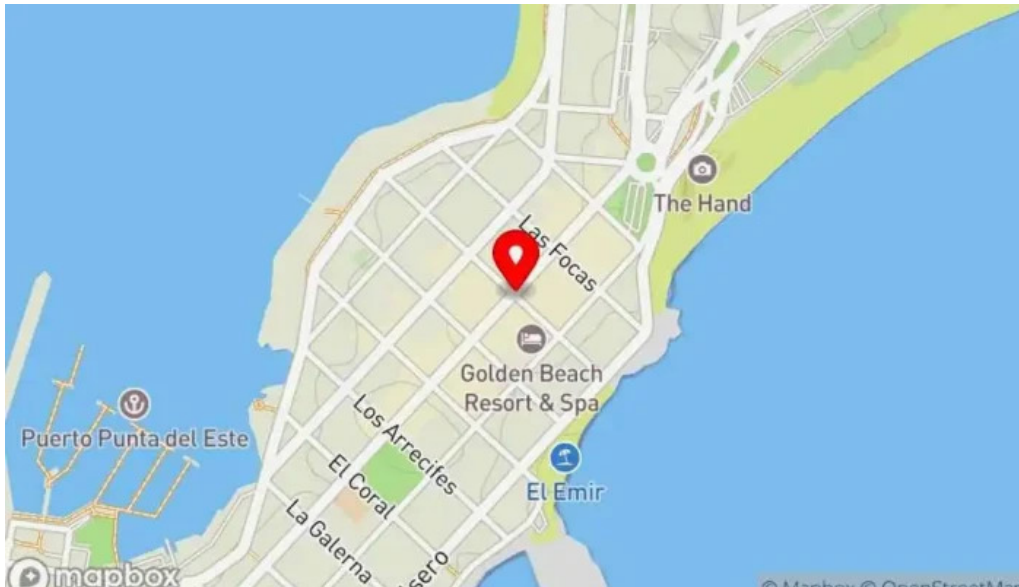 The Hand
Las Focas
Golden Beach
Resort & Spa
Puerto Punta del Este
Los Arrecifes
El Coral
El Emir
La Galerna
sero
mapbox
© Mapbox © OpenStreetMap